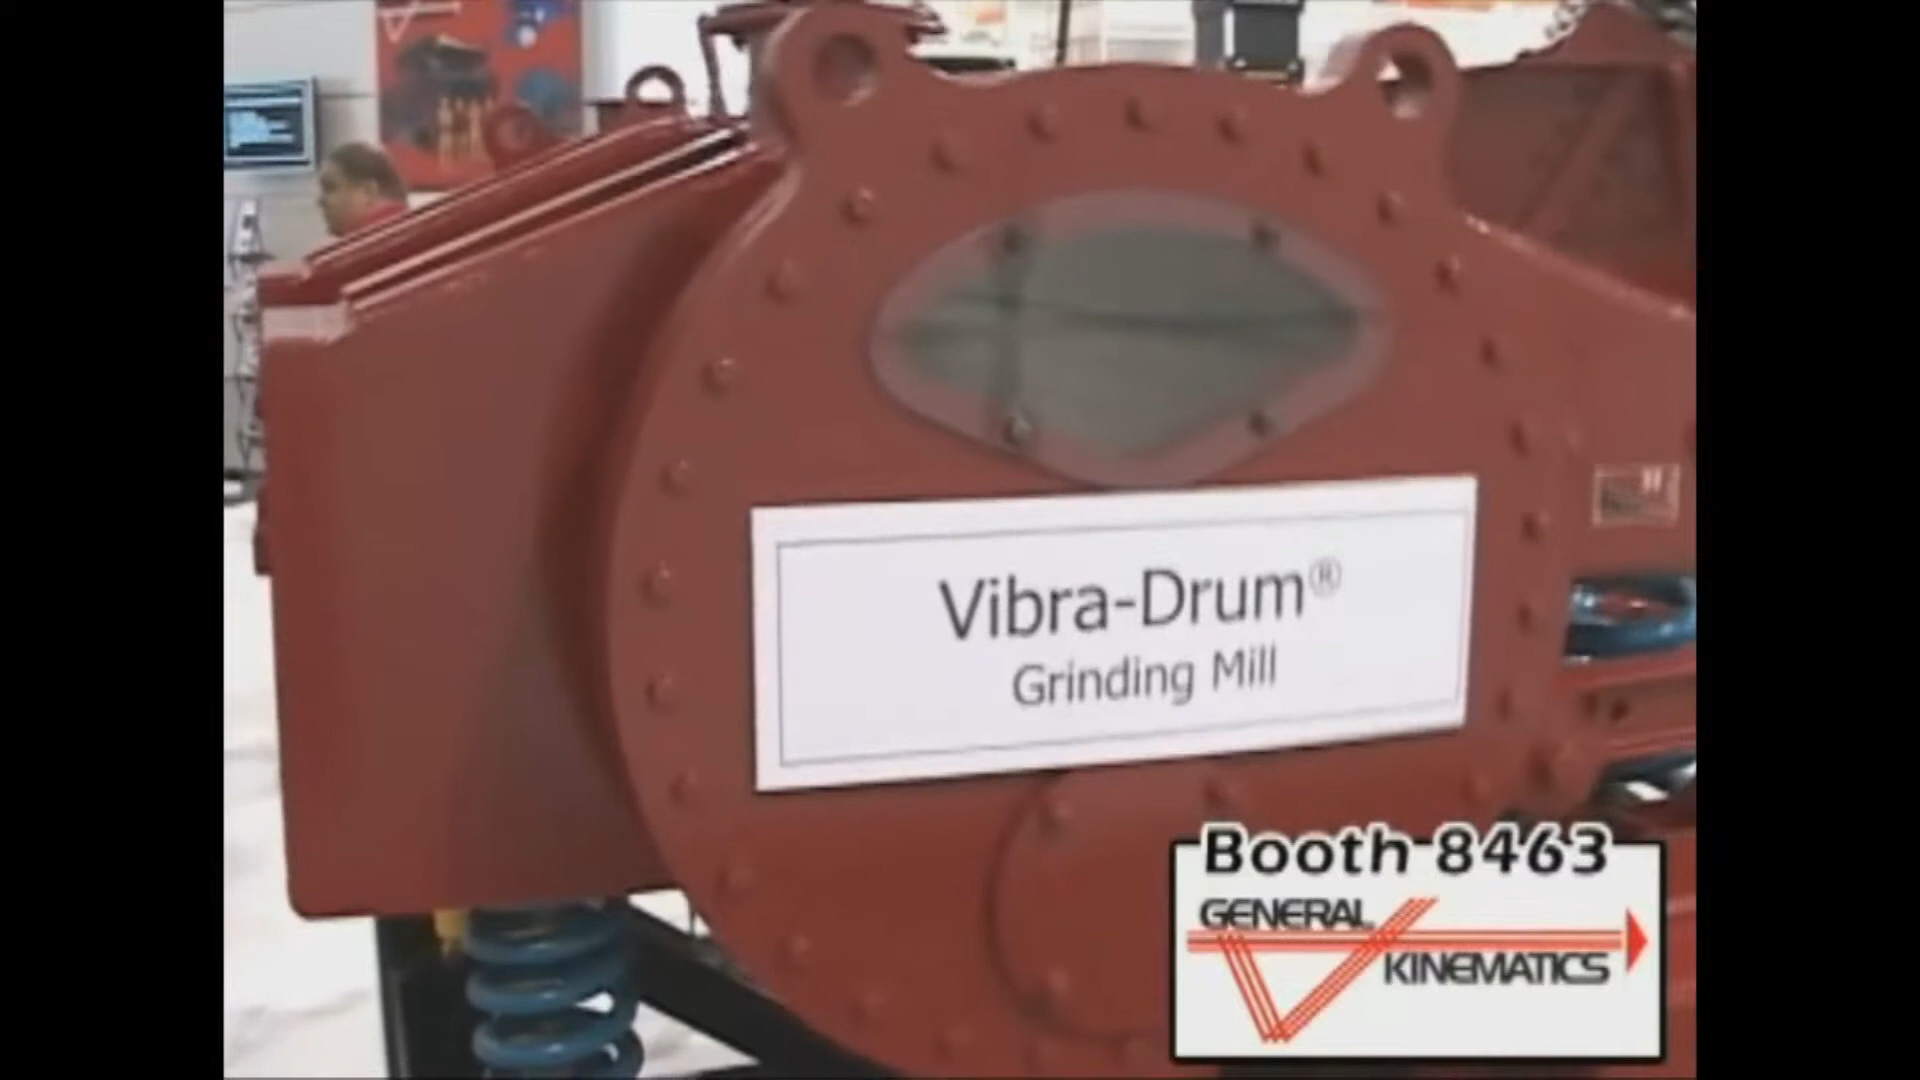 Vibra-Drum®
Grinding Mill
Booth 8463
GENERAL
KINEMATICS